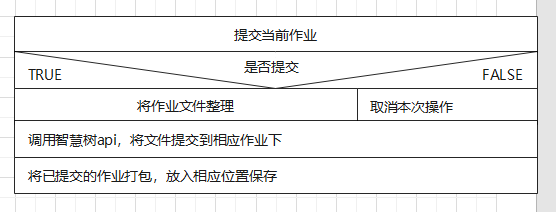 提交当前作业
是否提交
TRUE
FALSE
将作业文件整理
取消本次操作
调用智慧树api，将文件提交到相应作业下
将已提交的作业打包，放入相应位置保存